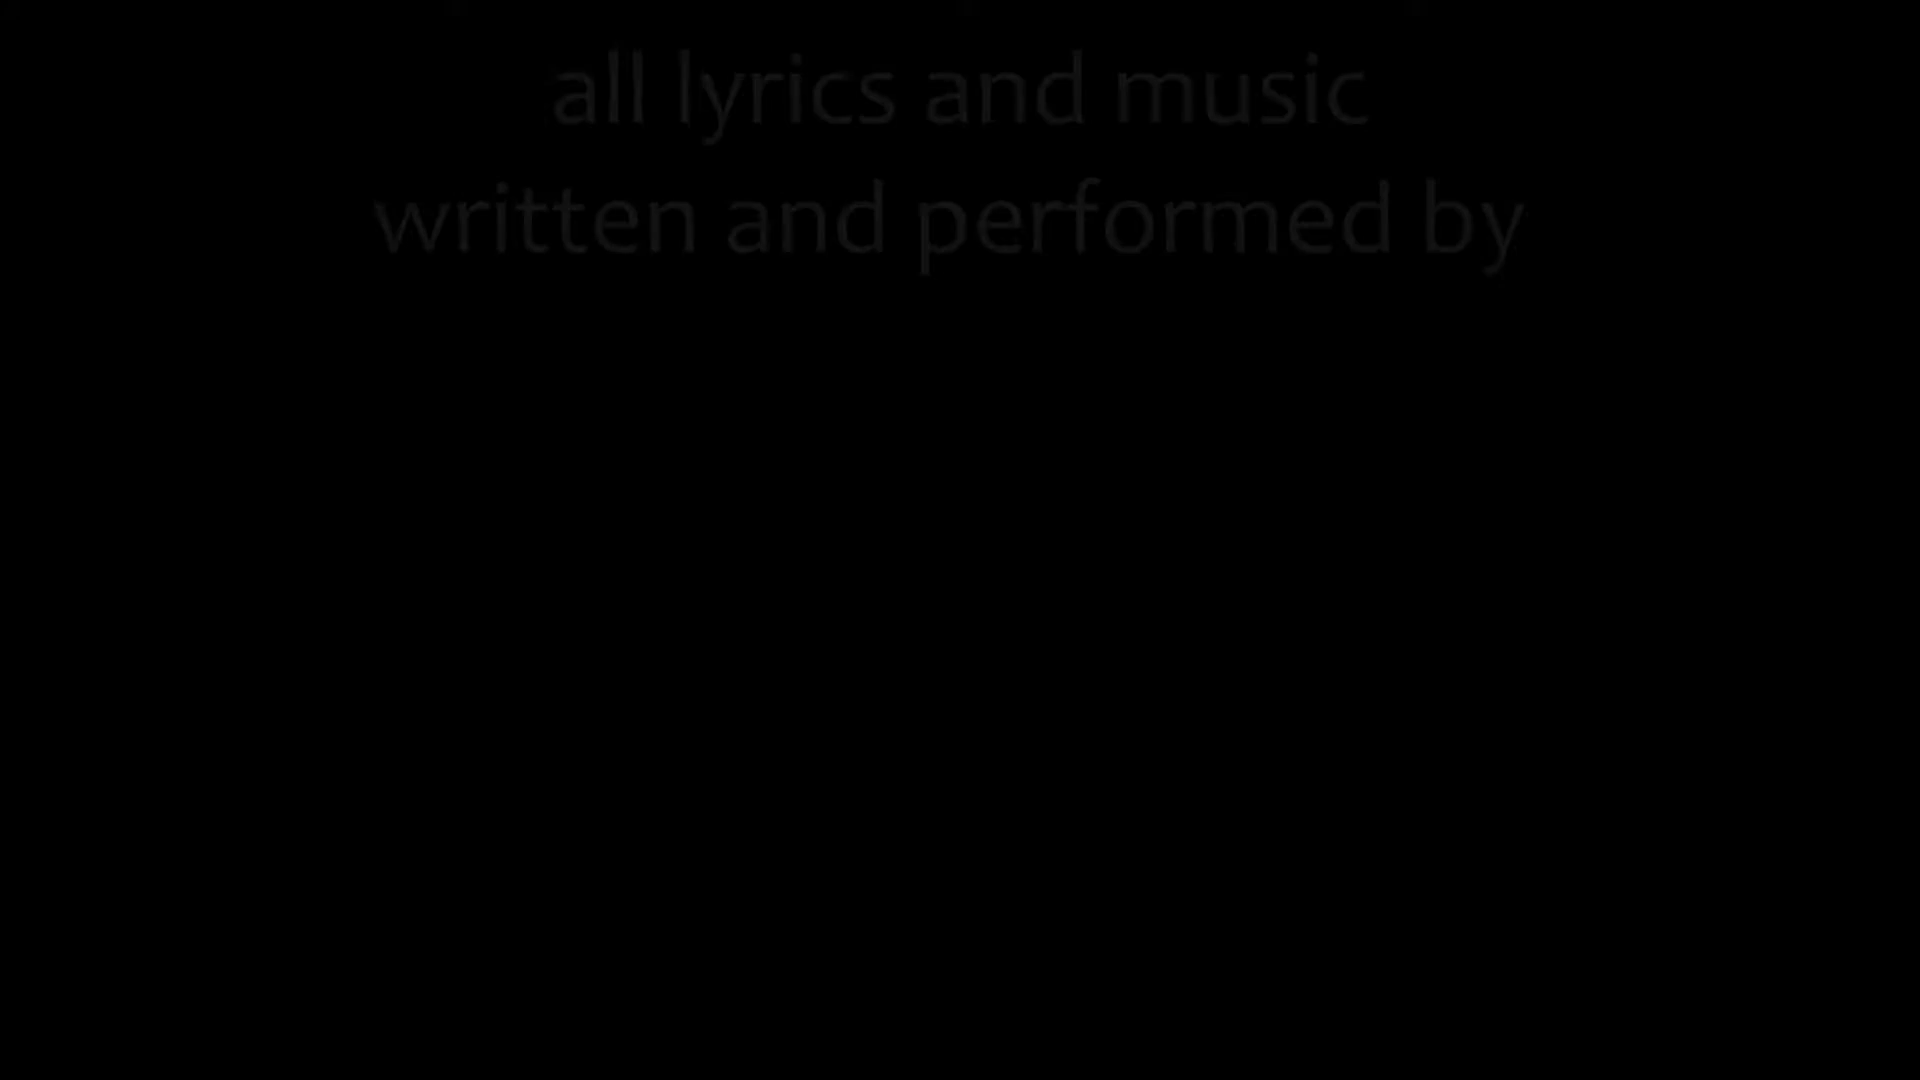 all lyrics and music
written and performed by